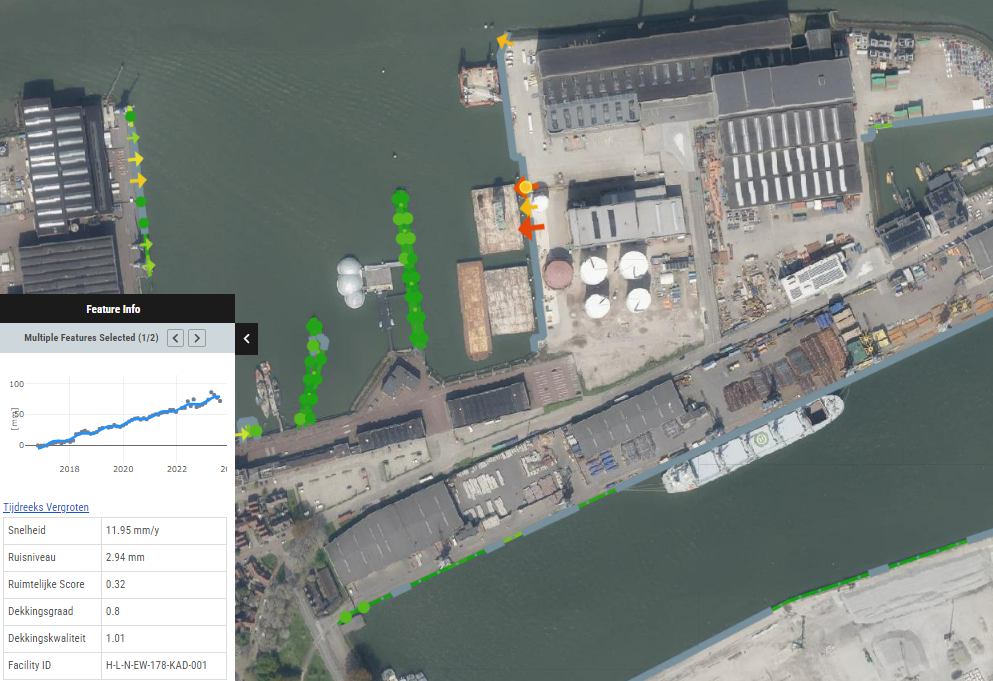 Feature Info
Multiple Features Selected (1/2)
100
50
0
2018
2020
2022
Tijdreeks Vergroten
Snelheid 11.95 mm/y
Ruisniveau 2.94 mm
Ruimtelijke Score 0.32
Dekkingsgraad 0.8
Dekkingskwaliteit 1.01
Facility ID H-L-N-EW-178-KAD-001